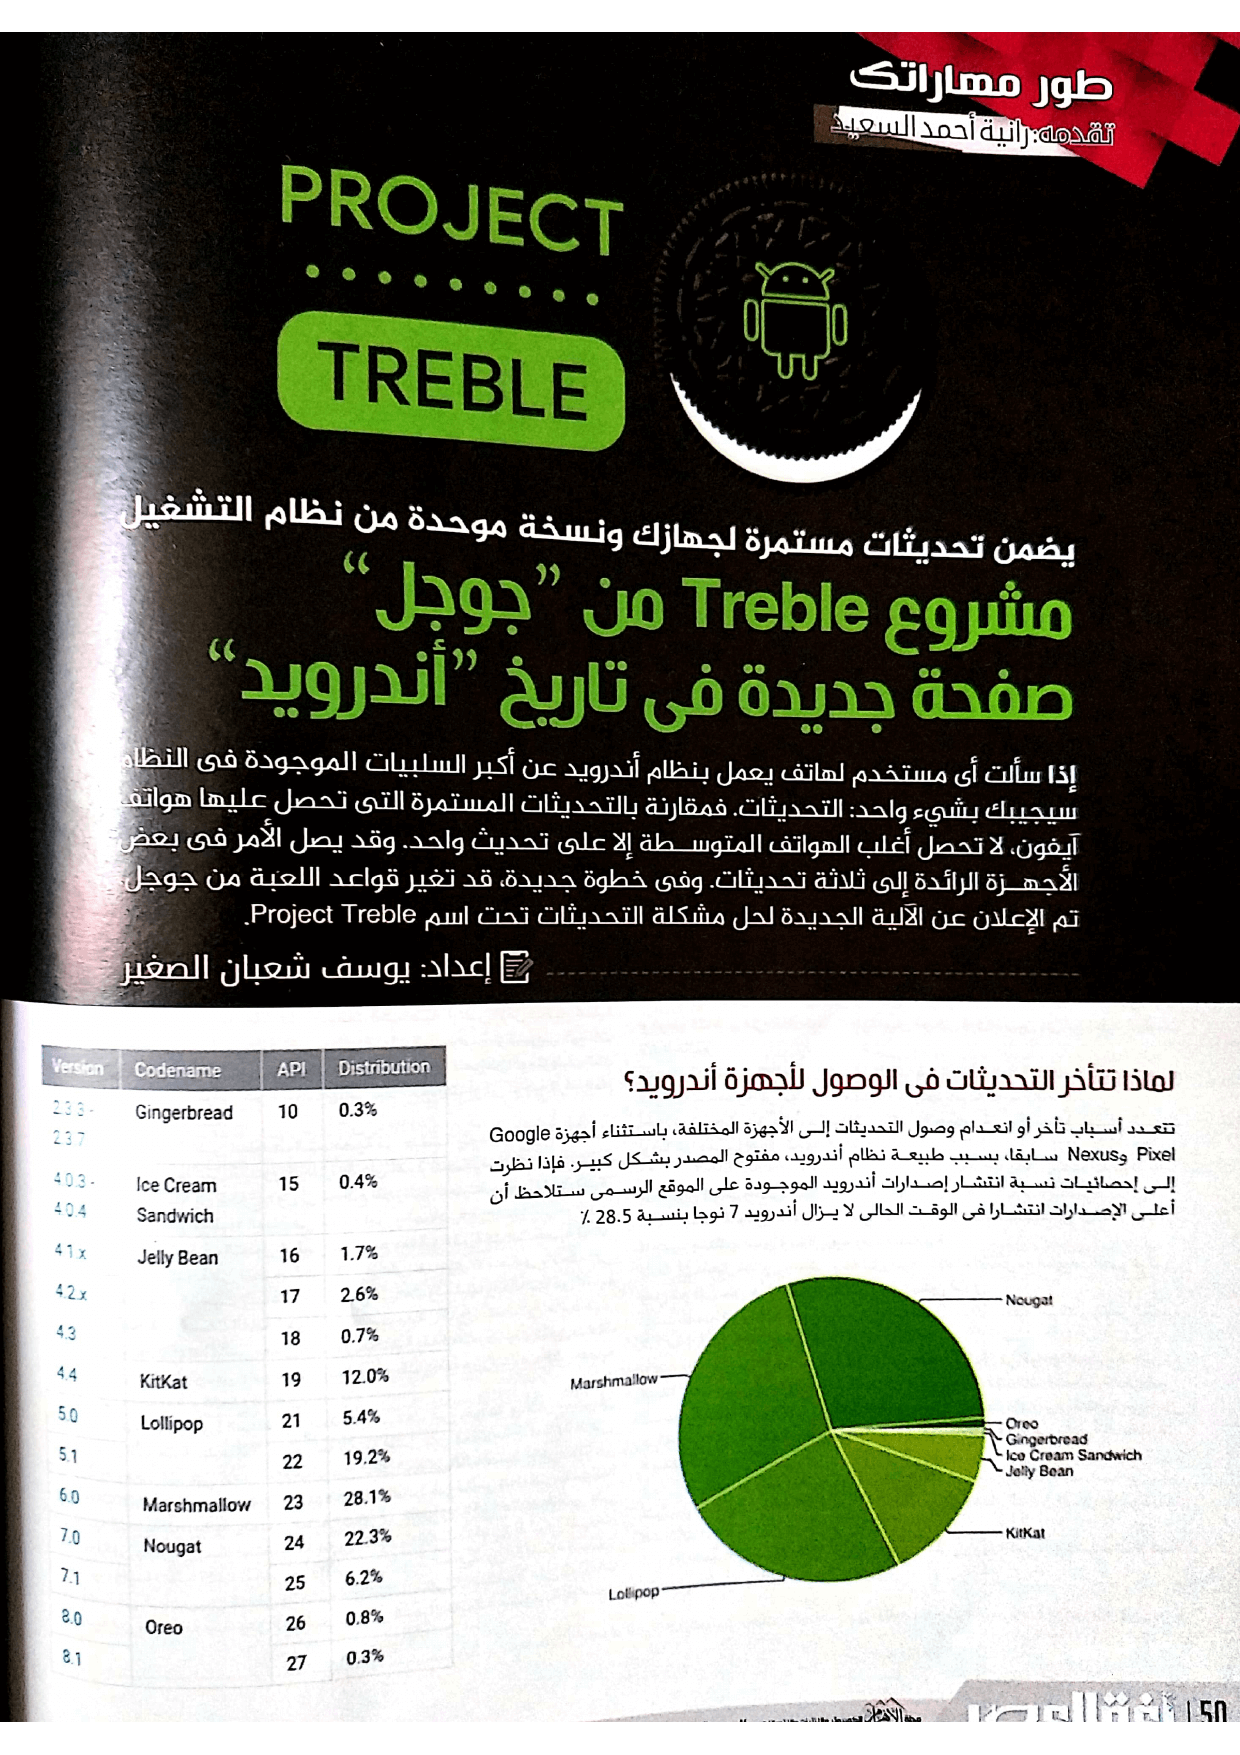 طور مهاراتك
تقدمه: رانية أحمد السعيد
PROJECT
TREBLE
يضمن تحديثات مستمرة لجهازك ونسخة موحدة من نظام التشغيل
مشروع Treble من ”جوجل“
صفحة جديدة فى تاريخ ”أندرويد“
إذا سألت أى مستخدم لهاتف يعمل بنظام أندرويد عن أكبر السلبيات الموجودة فى النظام
سيجيبك بشيء واحد: التحديثات. فمقارنة بالتحديثات المستمرة التى تحصل عليها هواتف
آيفون، لا تحصل أغلب الهواتف المتوسطة إلا على تحديث واحد. وقد يصل الأمر فى بعض
الأجهزة الرائدة إلى ثلاثة تحديثات. وفى خطوة جديدة، قد تغير قواعد اللعبة من جوجل
تم الإعلان عن الآلية الجديدة لحل مشكلة التحديثات تحت اسم Project Treble.
إعداد: يوسف شعبان الصغير
لماذا تتأخر التحديثات فى الوصول لأجهزة أندرويد؟
تتعدد أسباب تأخر أو انعدام وصول التحديثات إلى الأجهزة المختلفة، باستثناء أجهزة Google
Pixel وNexus سابقا، بسبب طبيعة نظام أندرويد، مفتوح المصدر بشكل كبير. فإذا نظرت
إلى إحصائيات نسبة انتشار إصدارات أندرويد الموجودة على الموقع الرسمى ستلاحظ أن
أعلى الإصدارات انتشارا فى الوقت الحالى لا يزال أندرويد 7 نوجا بنسبة 28.5 ٪
Version Codename API Distribution
2.3.3 - Gingerbread 10 0.3%
2.3.7
4.0.3 - Ice Cream 15 0.4%
4.0.4 Sandwich
4.1.x Jelly Bean 16 1.7%
4.2.x 17 2.6%
4.3 18 0.7%
4.4 KitKat 19 12.0%
5.0 Lollipop 21 5.4%
5.1 22 19.2%
6.0 Marshmallow 23 28.1%
7.0 Nougat 24 22.3%
7.1 25 6.2%
8.0 Oreo 26 0.8%
8.1 27 0.3%
Nougat
Marshmallow
Oreo
Gingerbread
Ice Cream Sandwich
Jelly Bean
KitKat
Lollipop
50